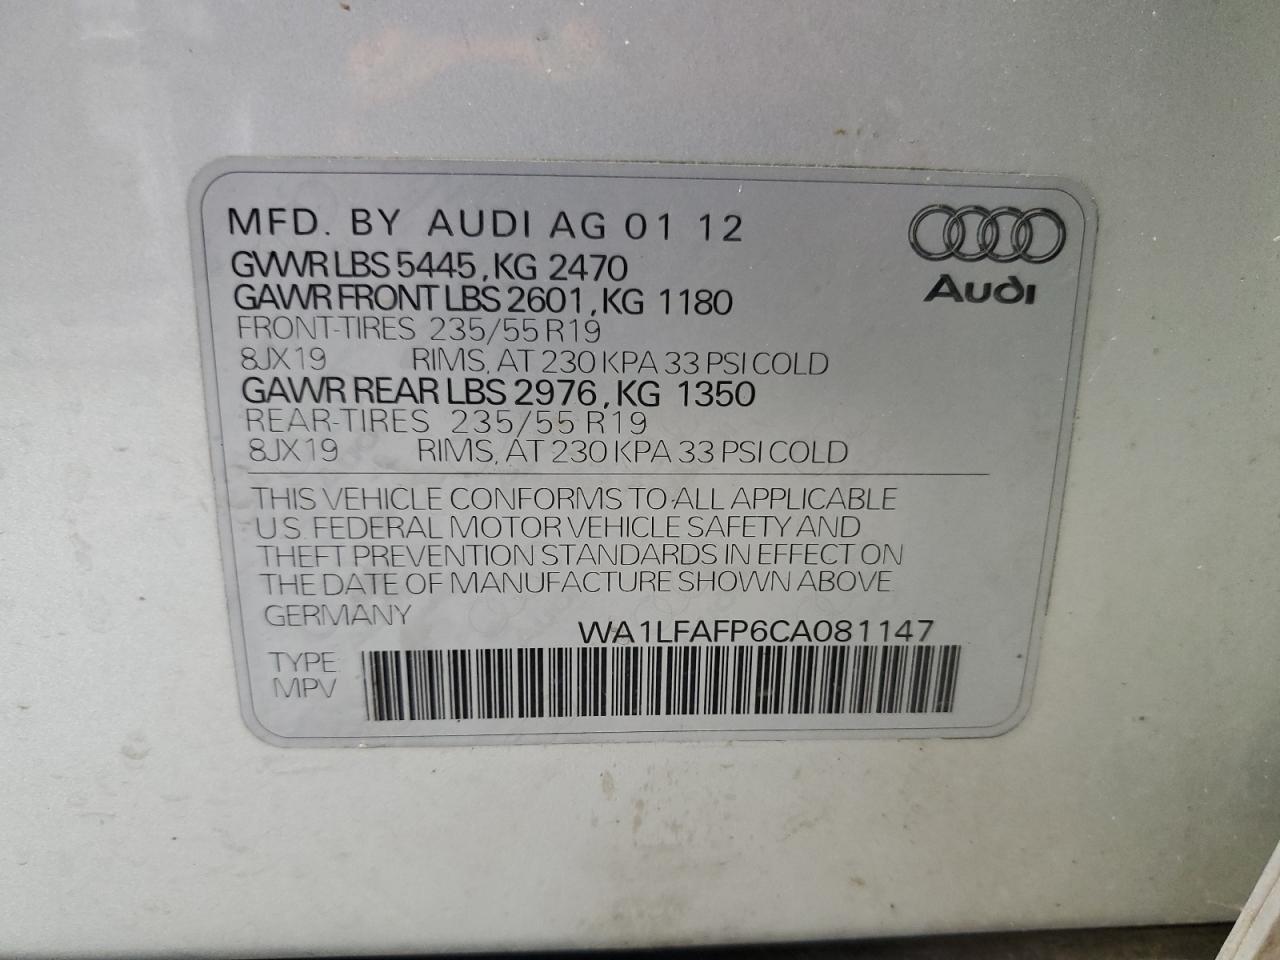 MFD. BY AUDI AG 01 12
GVWR LBS 5445, KG 2470
GAWR FRONT LBS 2601, KG 1180
FRONT-TIRES 235/55 R19
8JX19 RIMS, AT 230 KPA 33 PSI COLD
GAWR REAR LBS 2976, KG 1350
REAR-TIRES 235/55 R19
8JX19 RIMS, AT 230 KPA 33 PSI COLD
Audi
THIS VEHICLE CONFORMS TO ALL APPLICABLE
U.S. FEDERAL MOTOR VEHICLE SAFETY AND
THEFT PREVENTION STANDARDS IN EFFECT ON
THE DATE OF MANUFACTURE SHOWN ABOVE
GERMANY
WA1LFAFP6CA081147
TYPE:
MPV